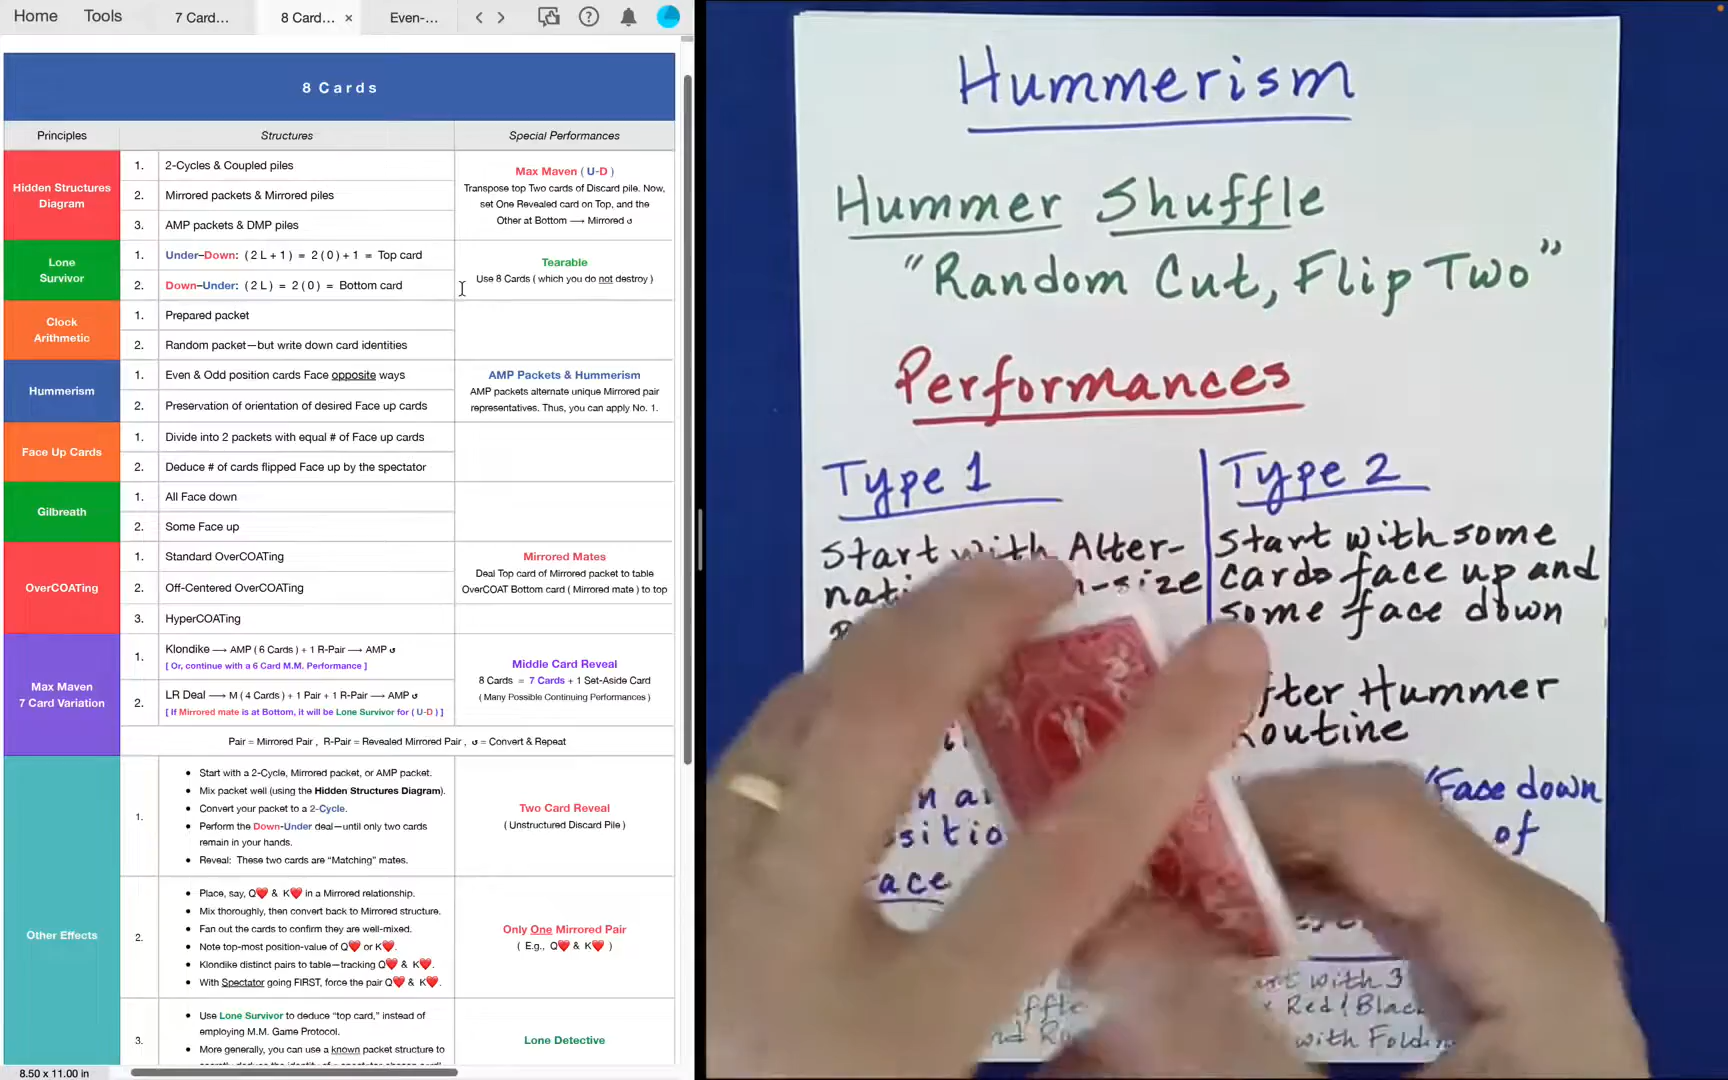 Home
Tools
7 Card...
8 Card...
Even-...
8 Cards
Principles
Structures
Special Performances
Hidden Structures
Diagram
1. 2-Cycles & Coupled piles
2. Mirrored packets & Mirrored piles
3. AMP packets & DMP piles
Max Maven ( U-D )
Transpose top Two cards of Discard pile. Now,
set One Revealed card on Top, and the
Other at Bottom ⟶ Mirrored ↺
Lone
Survivor
1. Under–Down: ( 2 L + 1 ) = 2 ( 0 ) + 1 = Top card
2. Down–Under: ( 2 L ) = 2 ( 0 ) = Bottom card
Tearable
Use 8 Cards ( which you do not destroy )
Clock
Arithmetic
1. Prepared packet
2. Random packet—but write down card identities
Hummerism
1. Even & Odd position cards Face opposite ways
2. Preservation of orientation of desired Face up cards
AMP Packets & Hummerism
AMP packets alternate unique Mirrored pair
representatives. Thus, you can apply No. 1.
Face Up Cards
1. Divide into 2 packets with equal # of Face up cards
2. Deduce # of cards flipped Face up by the spectator
Gilbreath
1. All Face down
2. Some Face up
OverCOATing
1. Standard OverCOATing
2. Off-Centered OverCOATing
3. HyperCOATing
Mirrored Mates
Deal Top card of Mirrored packet to table
OverCOAT Bottom card ( Mirrored mate ) to top
Max Maven
7 Card Variation
1. Klondike ⟶ AMP ( 6 Cards ) + 1 R-Pair ⟶ AMP ↺
[ Or, continue with a 6 Card M.M. Performance ]
2. LR Deal ⟶ M ( 4 Cards ) + 1 Pair + 1 R-Pair ⟶ AMP ↺
[ If Mirrored mate is at Bottom, it will be Lone Survivor for ( U-D ) ]
Middle Card Reveal
8 Cards = 7 Cards + 1 Set-Aside Card
( Many Possible Continuing Performances )
Pair = Mirrored Pair , R-Pair = Revealed Mirrored Pair , ↺ = Convert & Repeat
Other Effects
1.
• Start with a 2-Cycle, Mirrored packet, or AMP packet.
• Mix packet well (using the Hidden Structures Diagram).
• Convert your packet to a 2-Cycle.
• Perform the Down-Under deal—until only two cards
remain in your hands.
• Reveal: These two cards are “Matching” mates.
Two Card Reveal
( Unstructured Discard Pile )
2.
• Place, say, Q♥ & K♥ in a Mirrored relationship.
• Mix thoroughly, then convert back to Mirrored structure.
• Fan out the cards to confirm they are well-mixed.
• Note top-most position-value of Q♥ or K♥.
• Klondike distinct pairs to table—tracking Q♥ & K♥.
• With Spectator going FIRST, force the pair Q♥ & K♥.
Only One Mirrored Pair
( E.g., Q♥ & K♥ )
3.
• Use Lone Survivor to deduce “top card,” instead of
employing M.M. Game Protocol.
• More generally, you can use a known packet structure to
Lone Detective
8.50 x 11.00 in
Hummerism
Hummer Shuffle
"Random Cut, Flip Two"
Performances
Type 1
Start with Alter-
Type 2
Start with some
cards face up and
some face down
After Hummer
Routine
Face down
of
ace
with 3
Red/Black
with